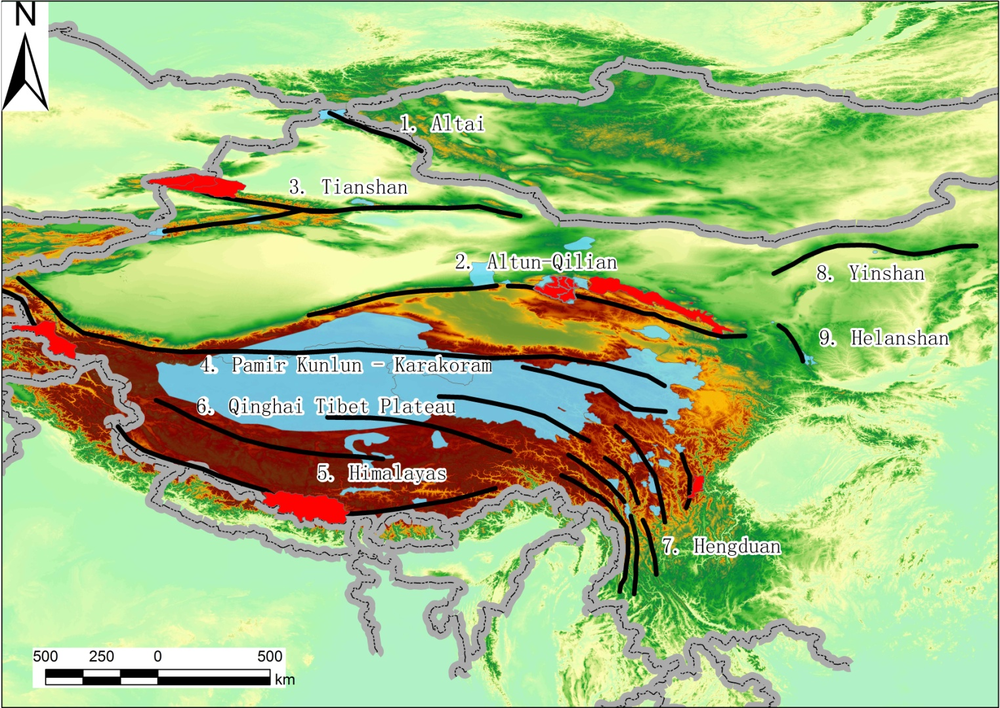 N
1. Altai
3. Tianshan
2. Altun-Qilian
8. Yinshan
9. Helanshan
4. Pamir Kunlun - Karakoram
6. Qinghai Tibet Plateau
5. Himalayas
7. Hengduan
500 250 0 500
km